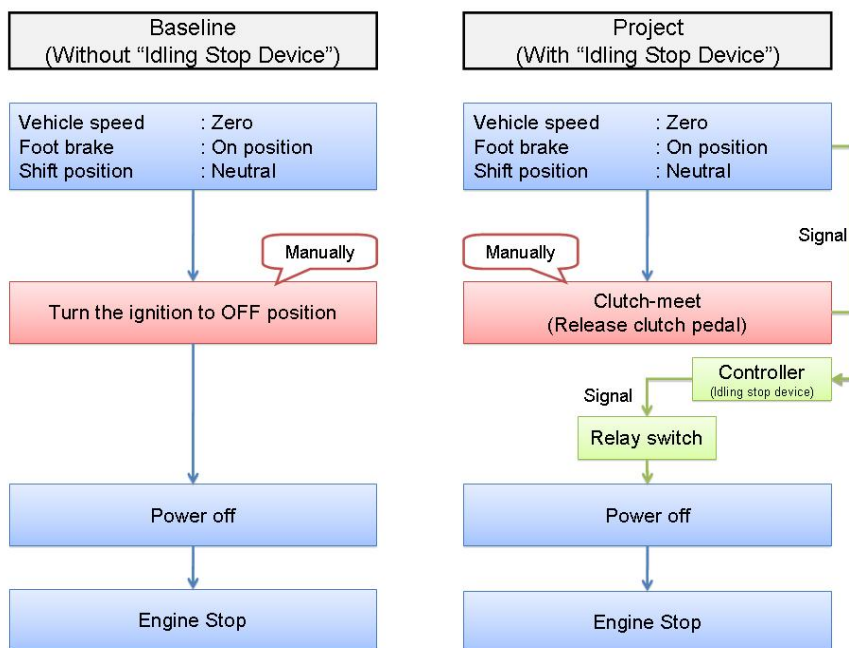 Baseline
(Without “Idling Stop Device”)
Vehicle speed : Zero
Foot brake : On position
Shift position : Neutral
Manually
Turn the ignition to OFF position
Power off
Engine Stop
Project
(With “Idling Stop Device”)
Vehicle speed : Zero
Foot brake : On position
Shift position : Neutral
Signal
Manually
Clutch-meet
(Release clutch pedal)
Controller
(Idling stop device)
Signal
Relay switch
Power off
Engine Stop